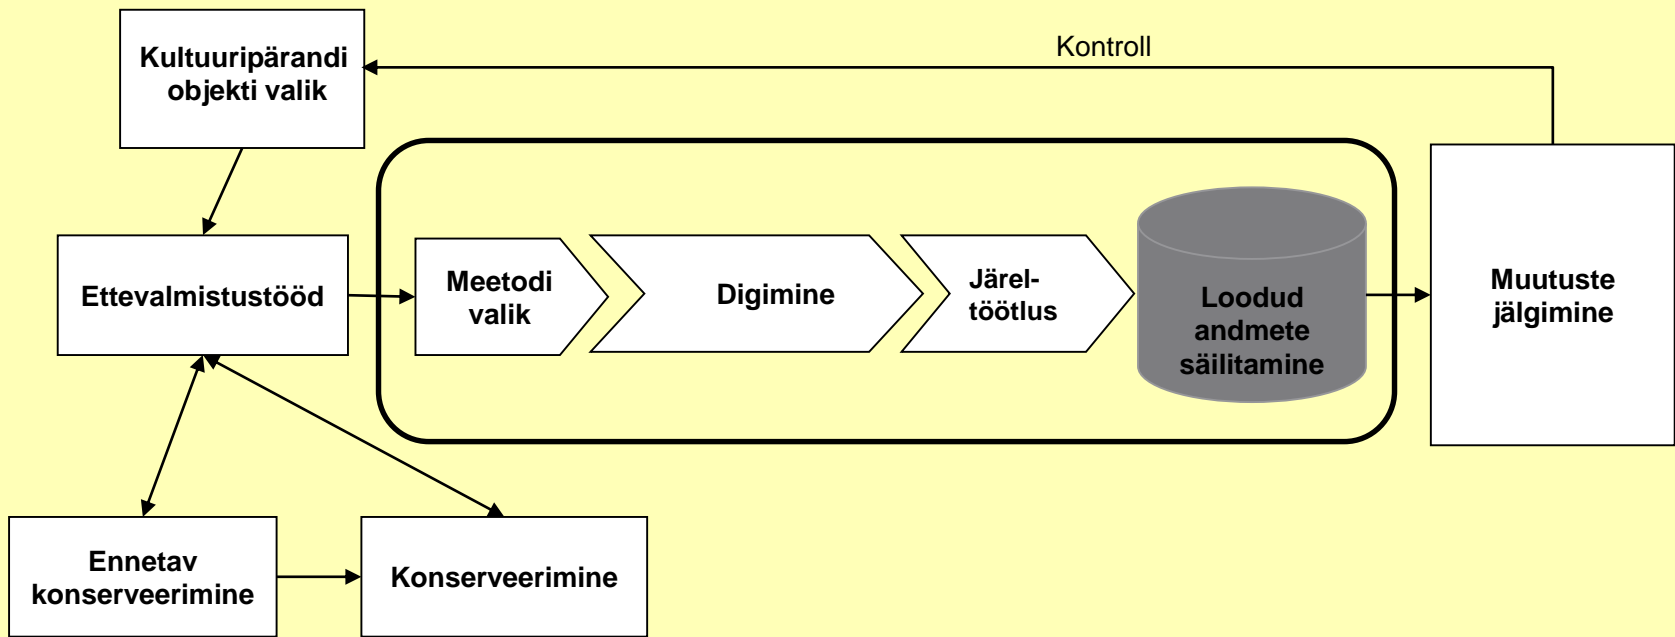 Kultuuripärandi
objekti valik
Kontroll
Ettevalmistustööd
Meetodi
valik
Digimine
Järel-
töötlus
Loodud
andmete
säilitamine
Muutuste
jälgimine
Ennetav
konserveerimine
Konserveerimine